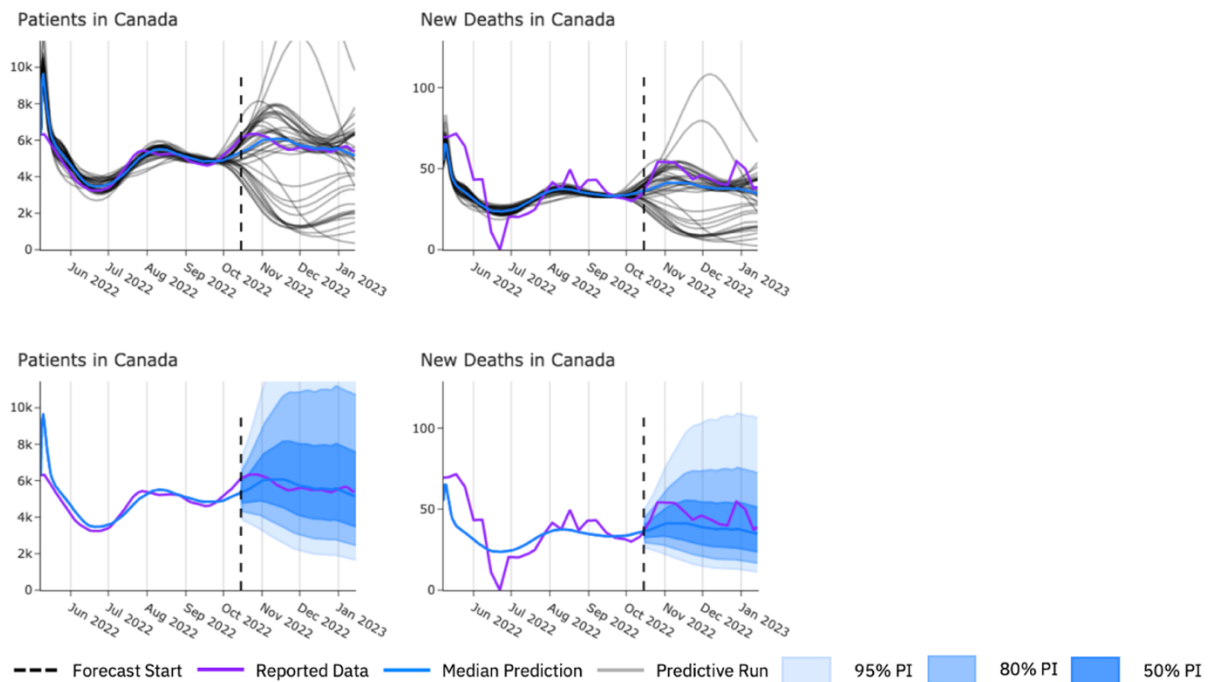 Patients in Canada
New Deaths in Canada
10k
8k
6k
4k
2k
0
100
50
0
Jun 2022
Jul 2022
Aug 2022
Sep 2022
Oct 2022
Nov 2022
Dec 2022
Jan 2023
Jun 2022
Jul 2022
Aug 2022
Sep 2022
Oct 2022
Nov 2022
Dec 2022
Jan 2023
Patients in Canada
New Deaths in Canada
10k
8k
6k
4k
2k
0
100
50
0
Jun 2022
Jul 2022
Aug 2022
Sep 2022
Oct 2022
Nov 2022
Dec 2022
Jan 2023
Jun 2022
Jul 2022
Aug 2022
Sep 2022
Oct 2022
Nov 2022
Dec 2022
Jan 2023
Forecast Start
Reported Data
Median Prediction
Predictive Run
95% PI
80% PI
50% PI